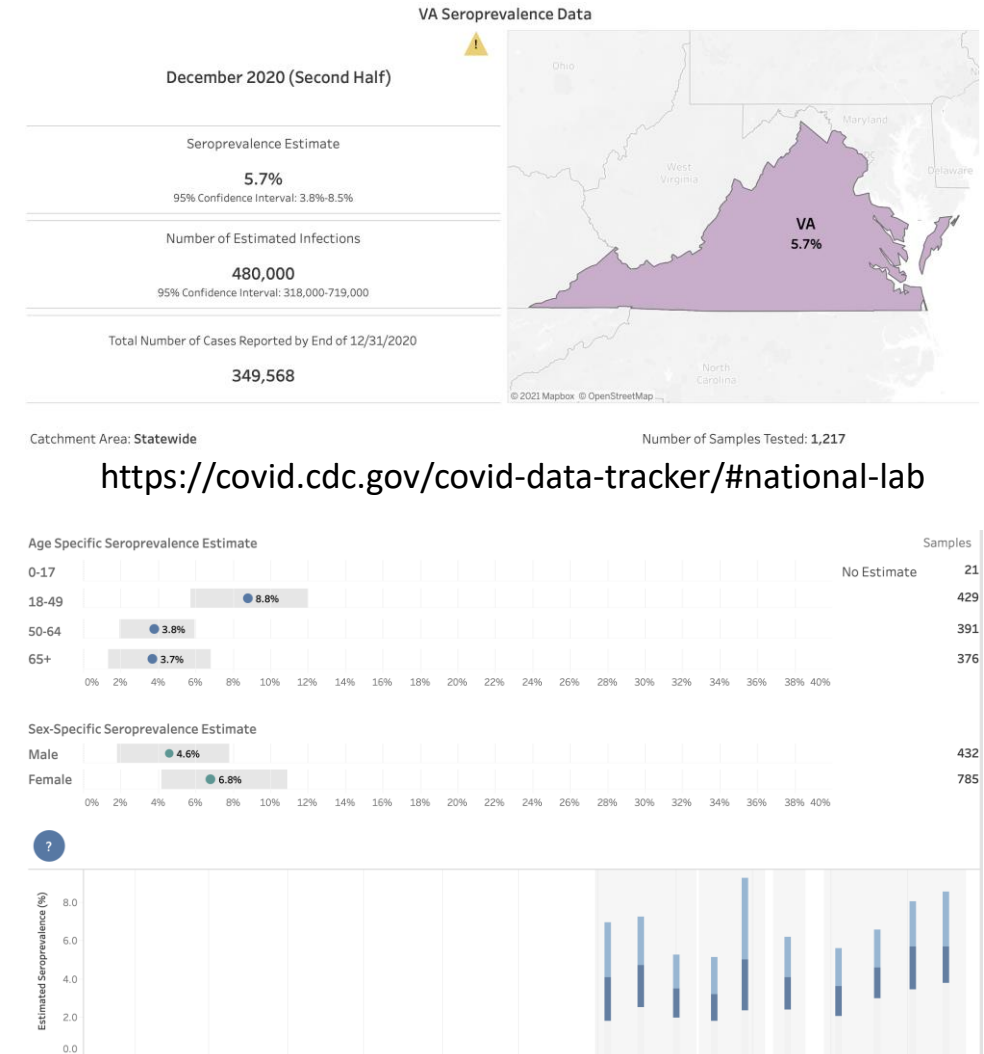 VA Seroprevalence Data
!
December 2020 (Second Half)
Seroprevalence Estimate
5.7%
95% Confidence Interval: 3.8%-8.5%
Number of Estimated Infections
480,000
95% Confidence Interval: 318,000-719,000
Total Number of Cases Reported by End of 12/31/2020
349,568
Ohio
Maryland
West
Virginia
Delaware
VA
5.7%
North
Carolina
© 2021 Mapbox © OpenStreetMap
Catchment Area: Statewide
Number of Samples Tested: 1,217
https://covid.cdc.gov/covid-data-tracker/#national-lab
Age Specific Seroprevalence Estimate
Samples
0-17 No Estimate 21
18-49 8.8% 429
50-64 3.8% 391
65+ 3.7% 376
0% 2% 4% 6% 8% 10% 12% 14% 16% 18% 20% 22% 24% 26% 28% 30% 32% 34% 36% 38% 40%
Sex-Specific Seroprevalence Estimate
Male 4.6% 432
Female 6.8% 785
0% 2% 4% 6% 8% 10% 12% 14% 16% 18% 20% 22% 24% 26% 28% 30% 32% 34% 36% 38% 40%
?
Estimated Seroprevalence (%)
8.0
6.0
4.0
2.0
0.0